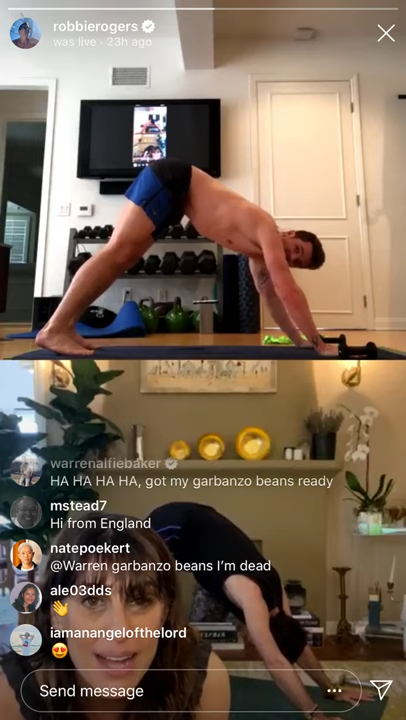 robbierogers
was live · 23h ago
warrenalfiebaker
HA HA HA HA, got my garbanzo beans ready
mstead7
Hi from England
natepoekert
@Warren garbanzo beans I'm dead
ale03dds
👋
iamanangelofthelord
😍
Send message